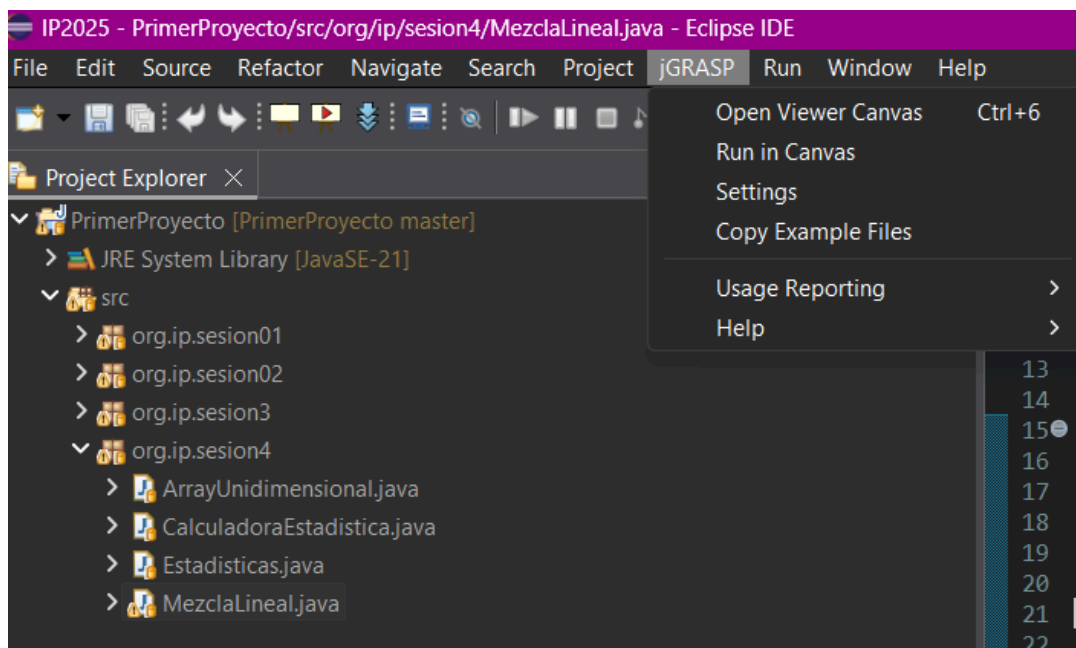 IP2025 - PrimerProyecto/src/org/ip/sesion4/MezclaLineal.java - Eclipse IDE
File Edit Source Refactor Navigate Search Project jGRASP Run Window Help
Open Viewer Canvas Ctrl+6
Run in Canvas
Settings
Copy Example Files
Usage Reporting
Help
Project Explorer
PrimerProyecto [PrimerProyecto master]
JRE System Library [JavaSE-21]
src
org.ip.sesion01
org.ip.sesion02
org.ip.sesion3
org.ip.sesion4
ArrayUnidimensional.java
CalculadoraEstadistica.java
Estadisticas.java
MezclaLineal.java
13
14
15
16
17
18
19
20
21
22